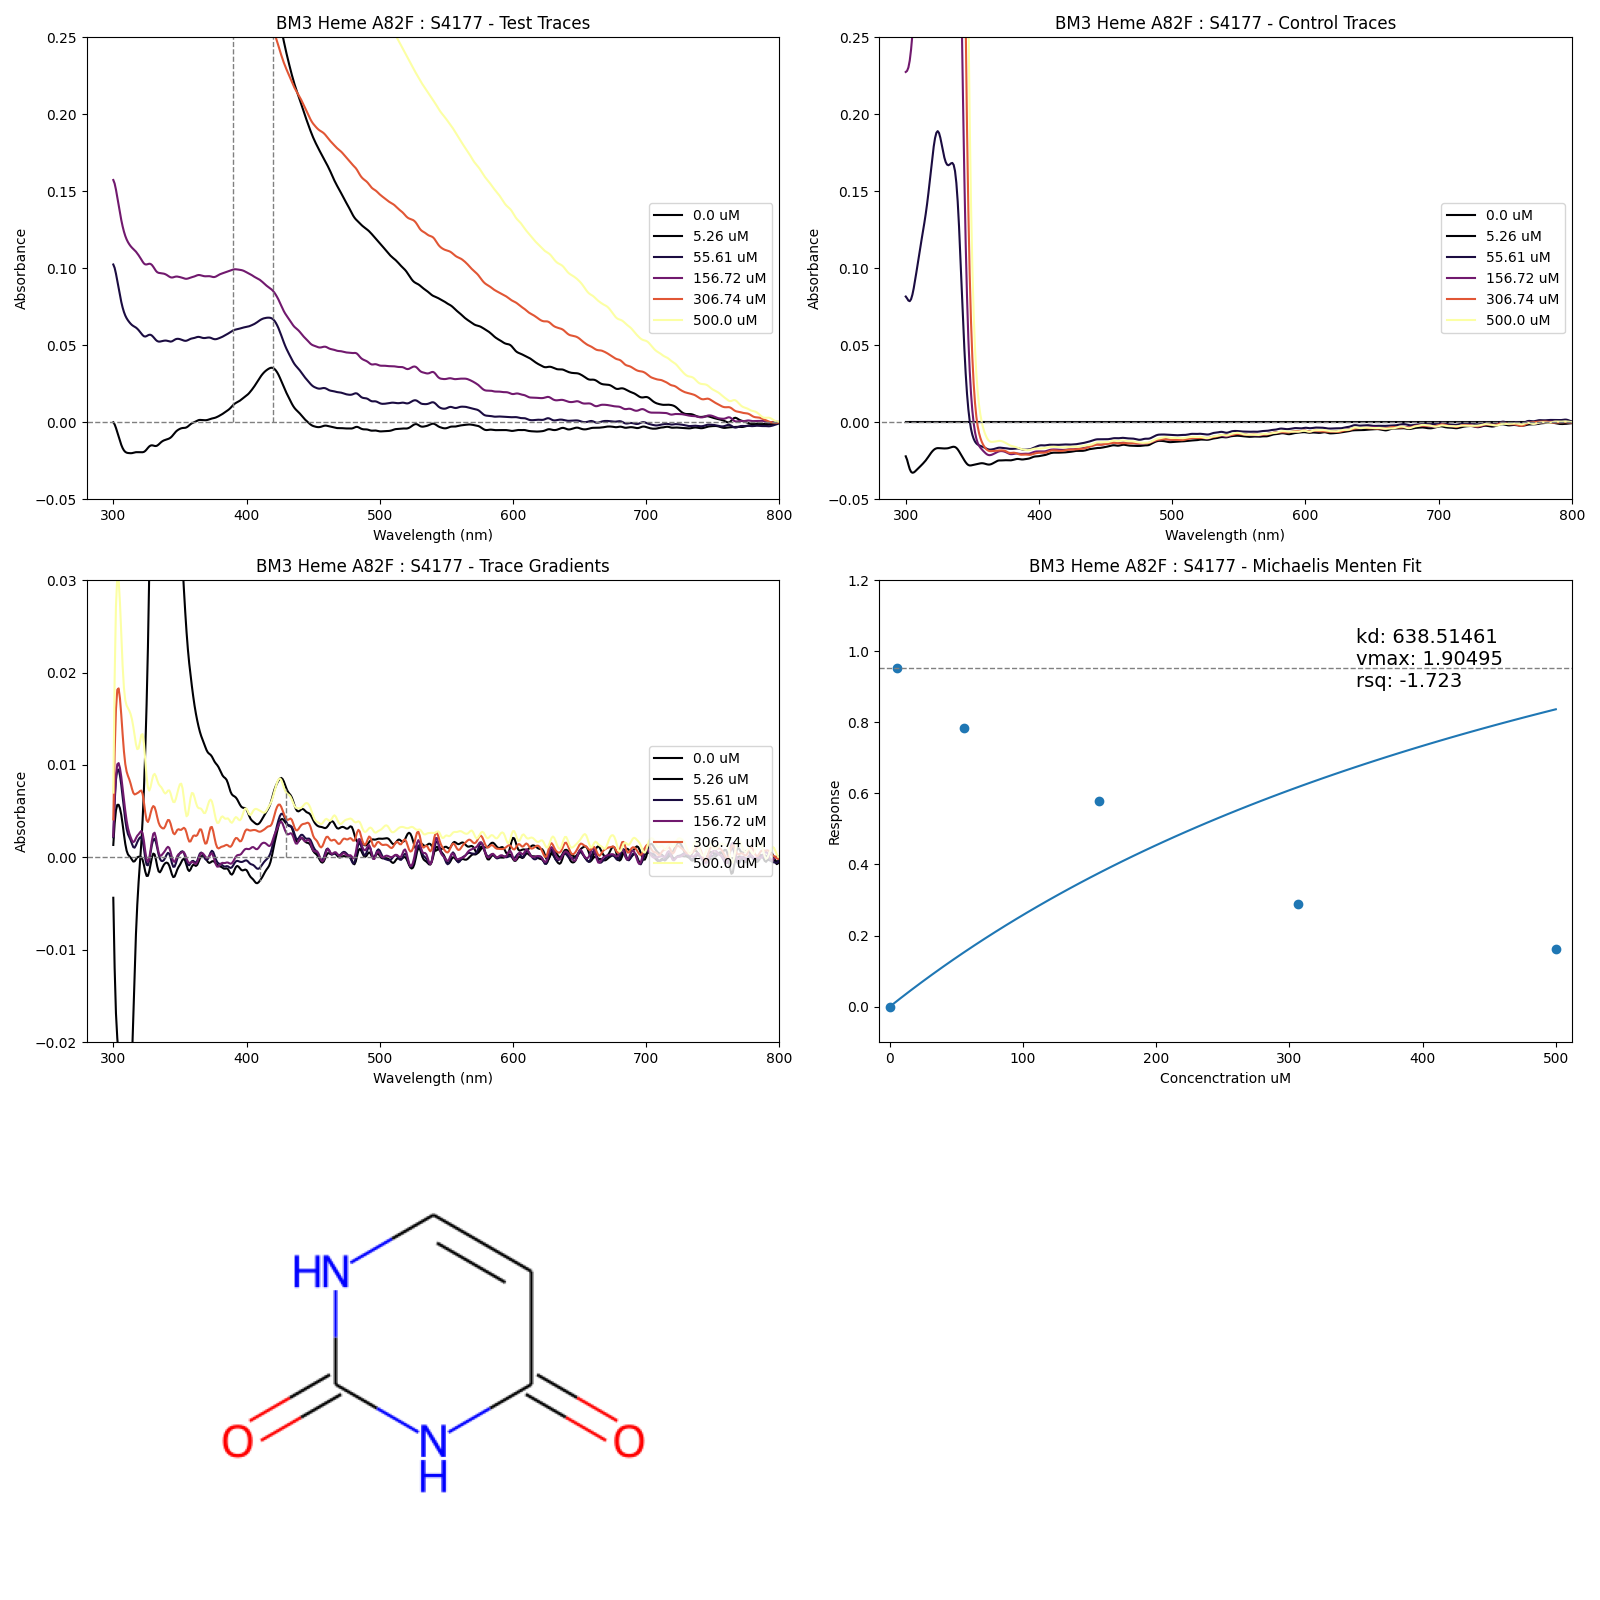 BM3 Heme A82F : S4177 - Test Traces
Absorbance
0.25
0.20
0.15
0.10
0.05
0.00
−0.05
300
400
500
600
700
800
Wavelength (nm)
0.0 uM
5.26 uM
55.61 uM
156.72 uM
306.74 uM
500.0 uM
BM3 Heme A82F : S4177 - Control Traces
Absorbance
0.25
0.20
0.15
0.10
0.05
0.00
−0.05
300
400
500
600
700
800
Wavelength (nm)
0.0 uM
5.26 uM
55.61 uM
156.72 uM
306.74 uM
500.0 uM
BM3 Heme A82F : S4177 - Trace Gradients
Absorbance
0.03
0.02
0.01
0.00
−0.01
−0.02
300
400
500
600
700
800
Wavelength (nm)
0.0 uM
5.26 uM
55.61 uM
156.72 uM
306.74 uM
500.0 uM
BM3 Heme A82F : S4177 - Michaelis Menten Fit
Response
1.2
1.0
0.8
0.6
0.4
0.2
0.0
0
100
200
300
400
500
Concenctration uM
kd: 638.51461
vmax: 1.90495
rsq: -1.723
HN
O
N
H
O